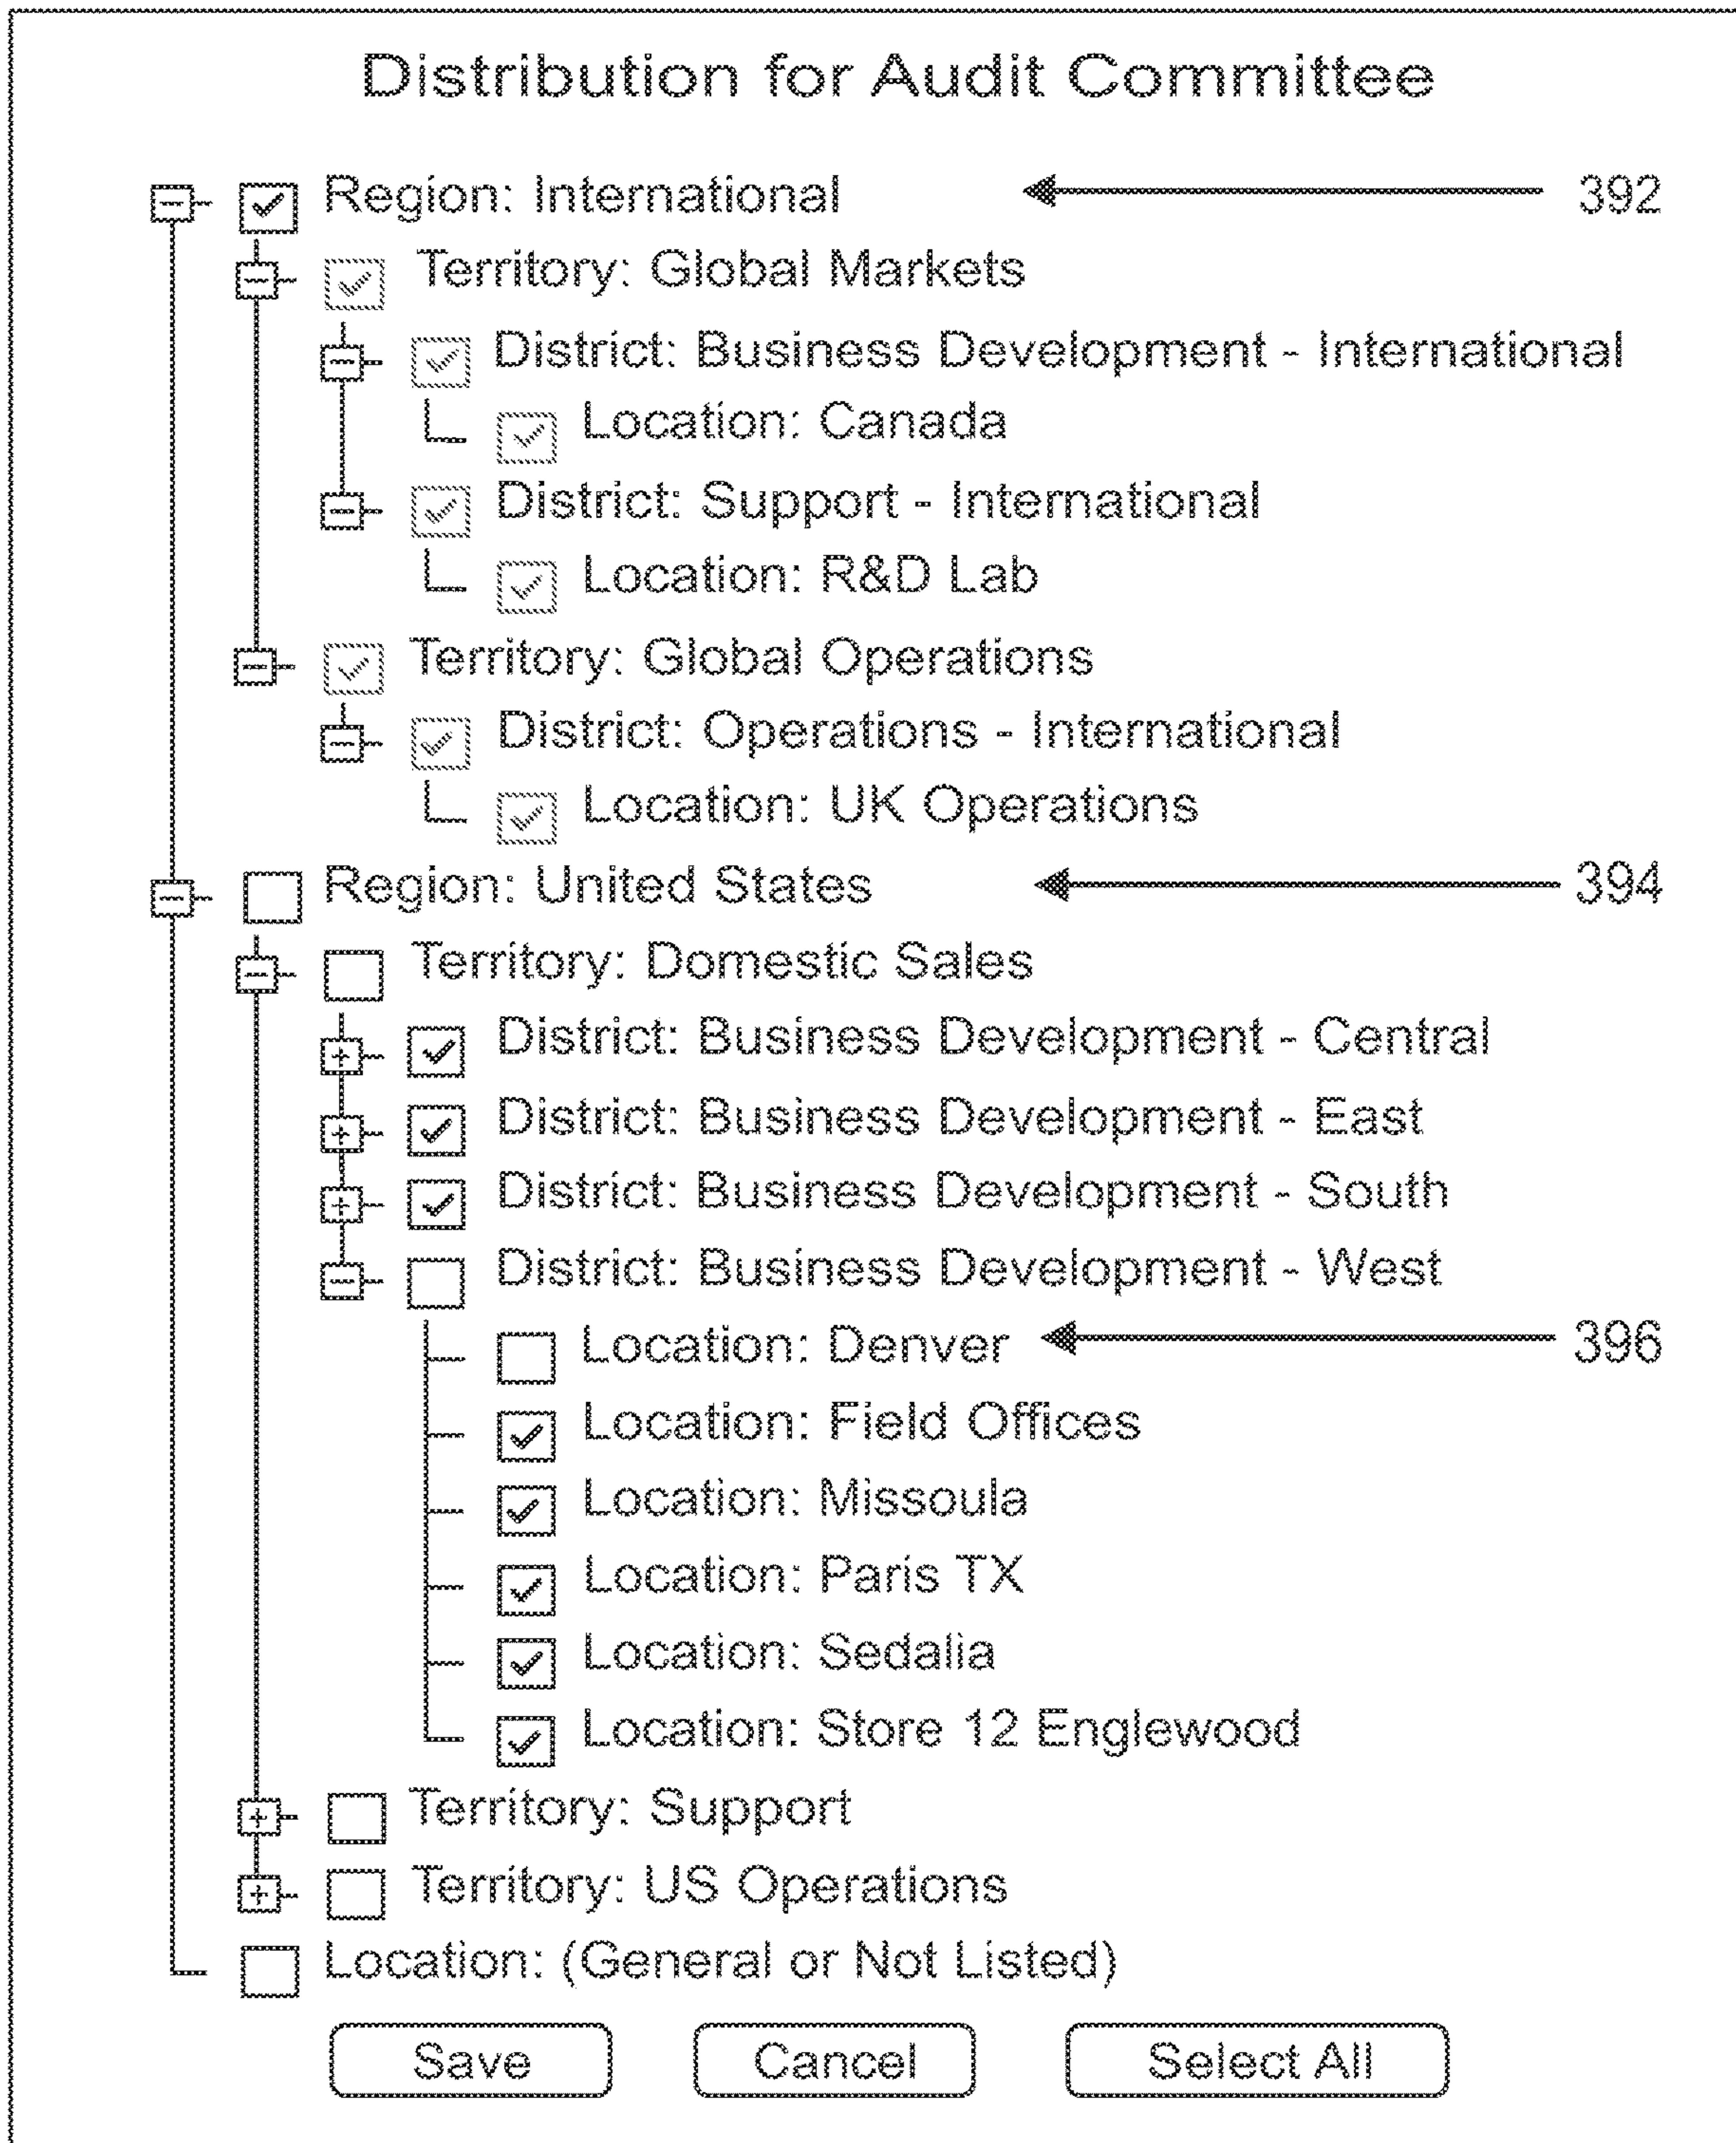 Distribution for Audit Committee
Region: International 392
Territory: Global Markets
District: Business Development - International
Location: Canada
District: Support - International
Location: R&D Lab
Territory: Global Operations
District: Operations - International
Location: UK Operations
Region: United States 394
Territory: Domestic Sales
District: Business Development - Central
District: Business Development - East
District: Business Development - South
District: Business Development - West
Location: Denver 396
Location: Field Offices
Location: Missoula
Location: Paris TX
Location: Sedalia
Location: Store 12 Englewood
Territory: Support
Territory: US Operations
Location: (General or Not Listed)
Save Cancel Select All